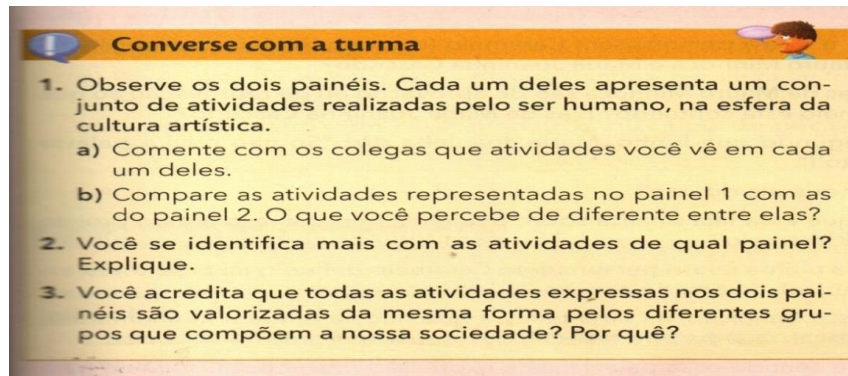 Converse com a turma
1. Observe os dois painéis. Cada um deles apresenta um con-
junto de atividades realizadas pelo ser humano, na esfera da
cultura artística.
a) Comente com os colegas que atividades você vê em cada
um deles.
b) Compare as atividades representadas no painel 1 com as
do painel 2. O que você percebe de diferente entre elas?
2. Você se identifica mais com as atividades de qual painel?
Explique.
3. Você acredita que todas as atividades expressas nos dois pai-
néis são valorizadas da mesma forma pelos diferentes gru-
pos que compõem a nossa sociedade? Por quê?